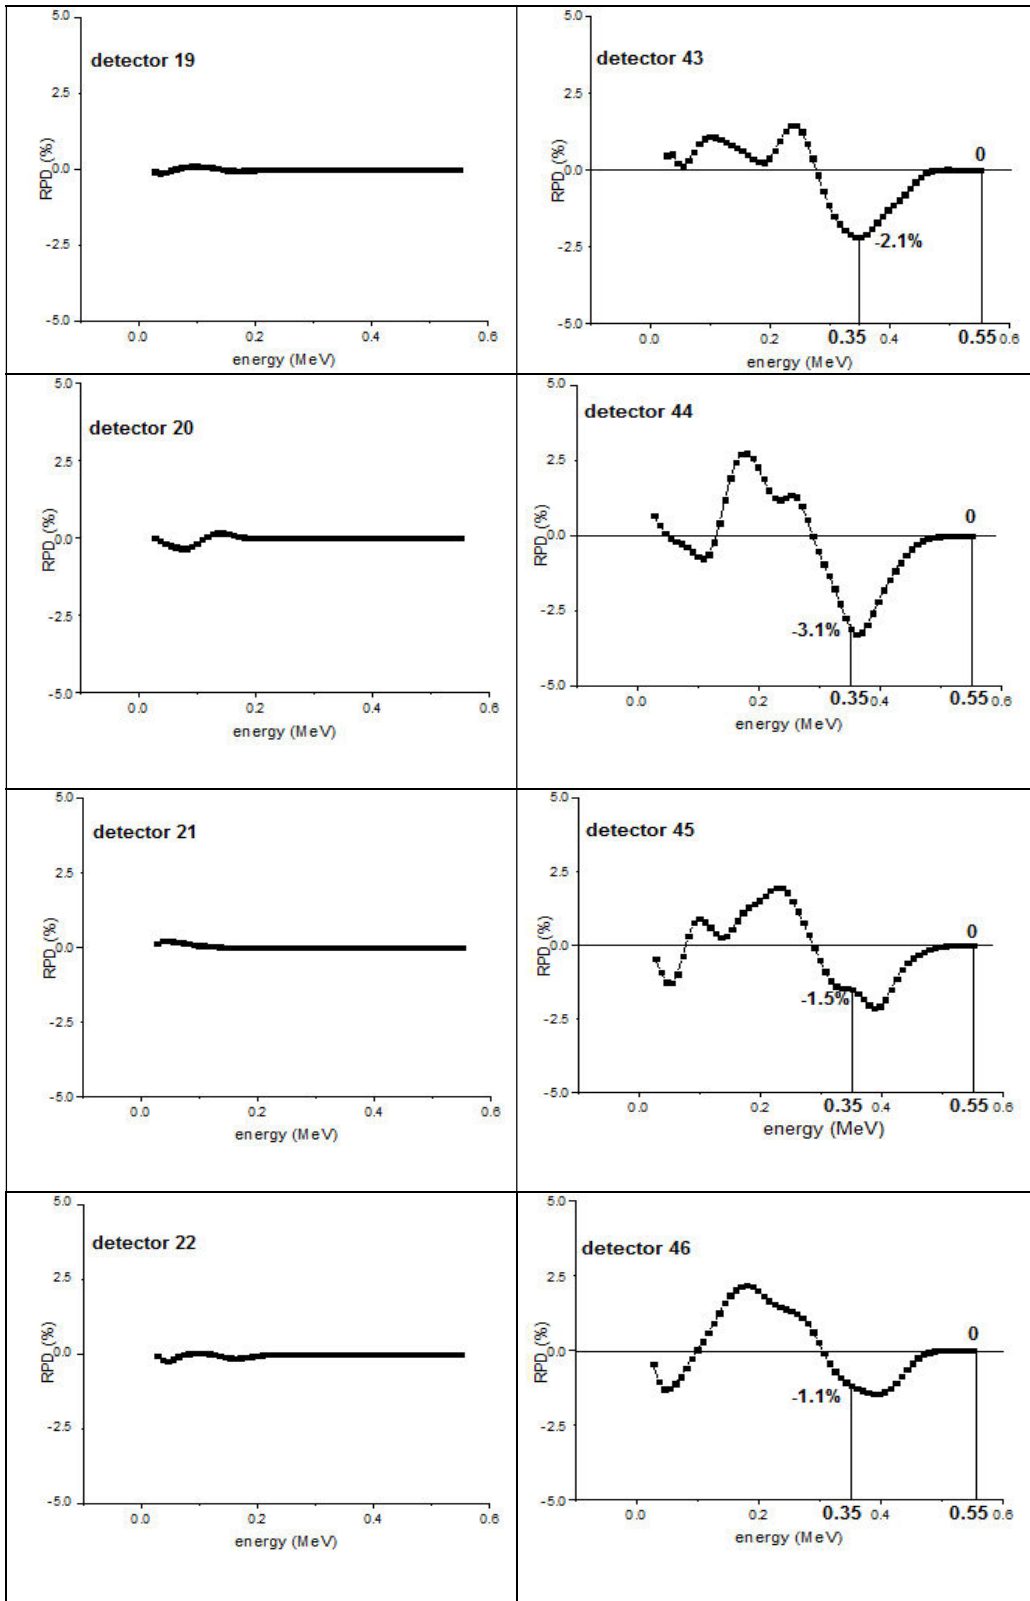 5.0
detector 19
2.5
RPD (%)
0.0
-2.5
-5.0
0.0 0.2 0.4 0.6
energy (MeV)
5.0
detector 43
2.5
RPD (%)
0.0
0
-2.1%
-2.5
-5.0
0.0 0.2 0.35 0.4 0.55 0.6
energy (MeV)
5.0
detector 20
2.5
RPD (%)
0.0
-2.5
-5.0
0.0 0.2 0.4 0.6
energy (MeV)
5.0
detector 44
2.5
RPD (%)
0.0
0
-2.5
-3.1%
-5.0
0.0 0.2 0.35 0.4 0.55 0.6
energy (MeV)
5.0
detector 21
2.5
RPD (%)
0.0
-2.5
-5.0
0.0 0.2 0.4 0.6
energy (MeV)
5.0
detector 45
2.5
RPD (%)
0.0
0
-1.5%
-2.5
-5.0
0.0 0.2 0.35 0.4 0.55 0.6
energy (MeV)
5.0
detector 22
2.5
RPD (%)
0.0
-2.5
-5.0
0.0 0.2 0.4 0.6
energy (MeV)
5.0
detector 46
2.5
RPD (%)
0.0
0
-1.1%
-2.5
-5.0
0.0 0.2 0.35 0.4 0.55 0.6
energy (MeV)